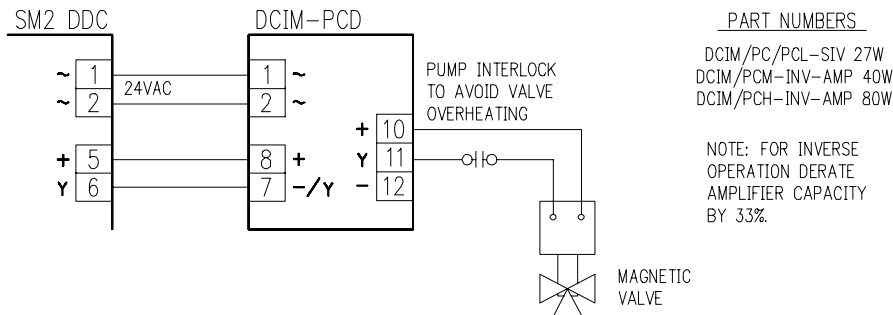 SM2 DDC
DCIM-PCD
PART NUMBERS
DCIM/PC/PCL-SIV 27W
DCIM/PCM-INV-AMP 40W
DCIM/PCH-INV-AMP 80W
~ 1
~ 2
24VAC
1 ~
2 ~
PUMP INTERLOCK
TO AVOID VALVE
OVERHEATING
+ 5
Y 6
8 +
7 -/Y
+ 10
Y 11
- 12
NOTE: FOR INVERSE
OPERATION DERATE
AMPLIFIER CAPACITY
BY 33%.
MAGNETIC
VALVE